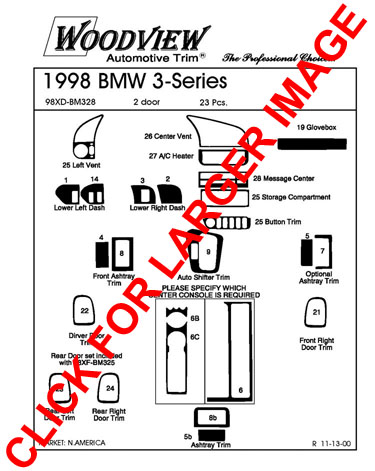 WOODVIEW
Automotive Trim®
The Professional Choice
1998 BMW 3-Series
98XD-BM328 2 door 23 Pcs.
26 Center Vent
19 Glovebox
27 A/C Heater
25 Left Vent
28 Message Center
1 14
3 2
25 Storage Compartment
Lower Left Dash
Lower Right Dash
25 Button Trim
4
8
9
5
7
Front Ashtray
Trim
Auto Shifter Trim
Optional
Ashtray
Trim
PLEASE SPECIFY WHICH
CENTER CONSOLE IS REQUIRED
22
6B
21
6C
Dirver Door
Trim
Front Right
Door Trim
Rear Door set included
with 98XF-BM325
23
24
6
Rear Left
Door Trim
Rear Right
Door Trim
8b
5b
Ashtray Trim
MARKET: N.AMERICA
R 11-13-00
CLICK FOR LARGER IMAGE